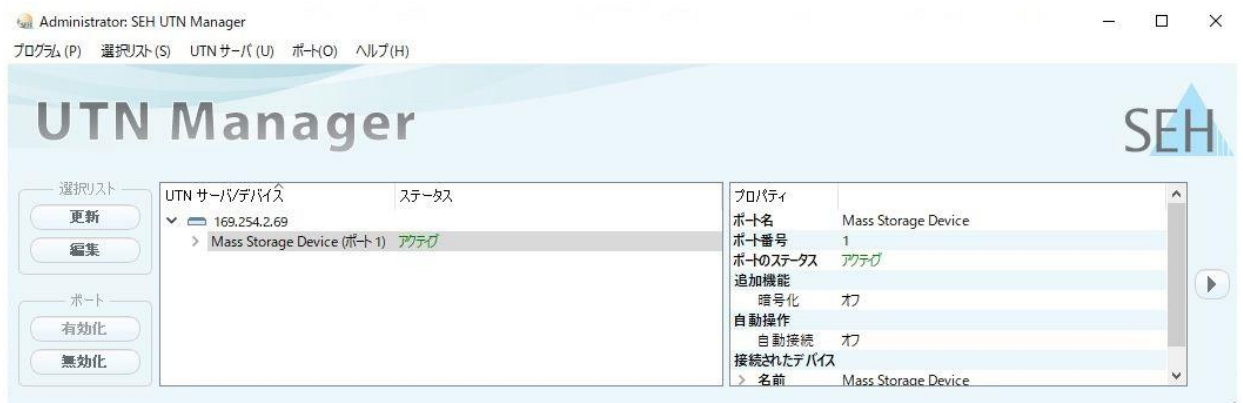 Administrator: SEH UTN Manager
プログラム(P) 選択リスト(S) UTN サーバ(U) ポート(O) ヘルプ(H)
UTN Manager
SEH
選択リスト
更新
編集
ポート
有効化
無効化
UTN サーバ/デバイス ステータス
169.254.2.69
Mass Storage Device (ポート 1) アクティブ
プロパティ
ポート名 Mass Storage Device
ポート番号 1
ポートのステータス アクティブ
追加機能
暗号化 オフ
自動操作
自動接続 オフ
接続されたデバイス
名前 Mass Storage Device